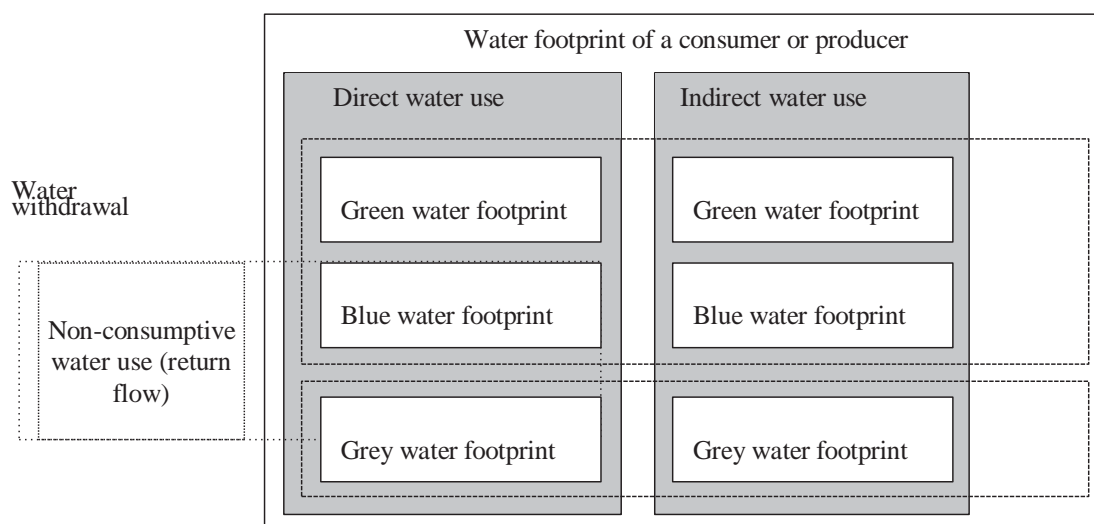 Water footprint of a consumer or producer
Direct water use
Indirect water use
Water
withdrawal
Green water footprint
Green water footprint
Non-consumptive
water use (return
flow)
Blue water footprint
Blue water footprint
Grey water footprint
Grey water footprint